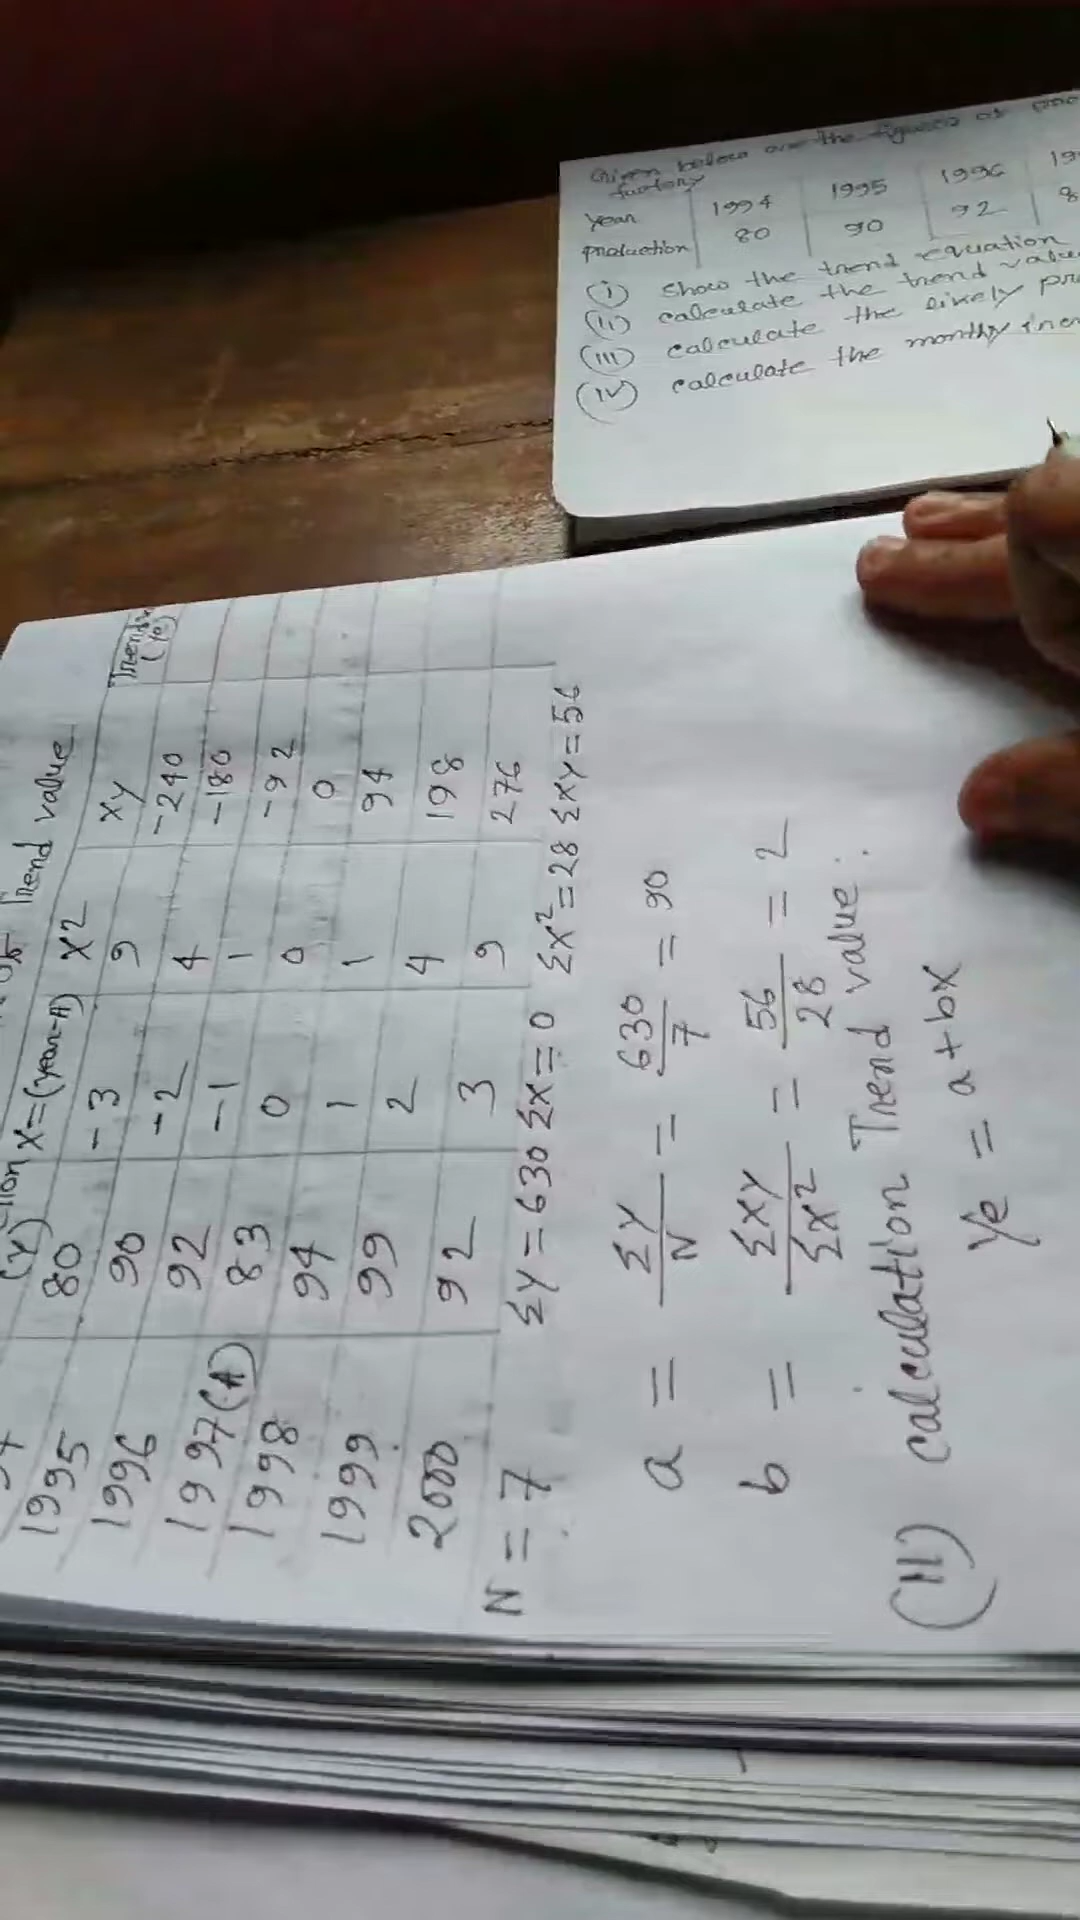 Given below are the figures of
factory
Year 1994 1995 1996
Production 80 90 92
(i) Show the trend equation
(ii) calculate the trend value
(iii) calculate the likely
(iv) calculate the monthly
Trend value
(Y) X=(year-A) X2 XY Trend
(Ye)
80 -3 9 -240
1995 90 -2 4 -180
1996 92 -1 1 -92
1997(A) 83 0 0 0
1998 94 1 1 94
1999 99 2 4 198
2000 92 3 9 276
N = 7 ΣY = 630 Σx = 0 Σx² = 28 Σxy = 56
a = ΣY/N = 630/7 = 90
b = ΣXY/Σx² = 56/28 = 2
(II) calculation Trend value:
Ye = a + bx